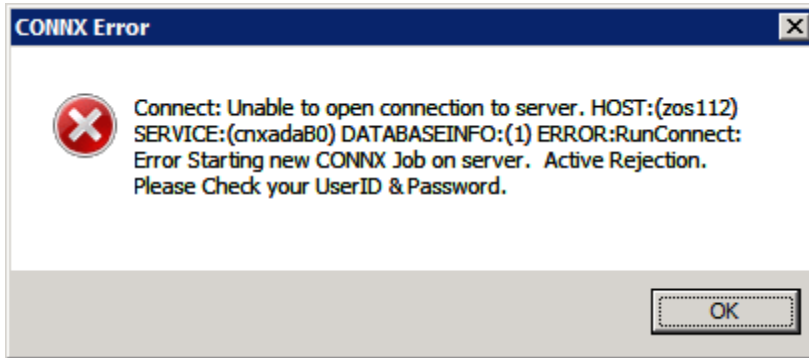 CONNX Error
Connect: Unable to open connection to server. HOST:(zos112)
SERVICE:(cnxadaB0) DATABASEINFO:(1) ERROR:RunConnect:
Error Starting new CONNX Job on server.  Active Rejection.
Please Check your UserID & Password.
OK